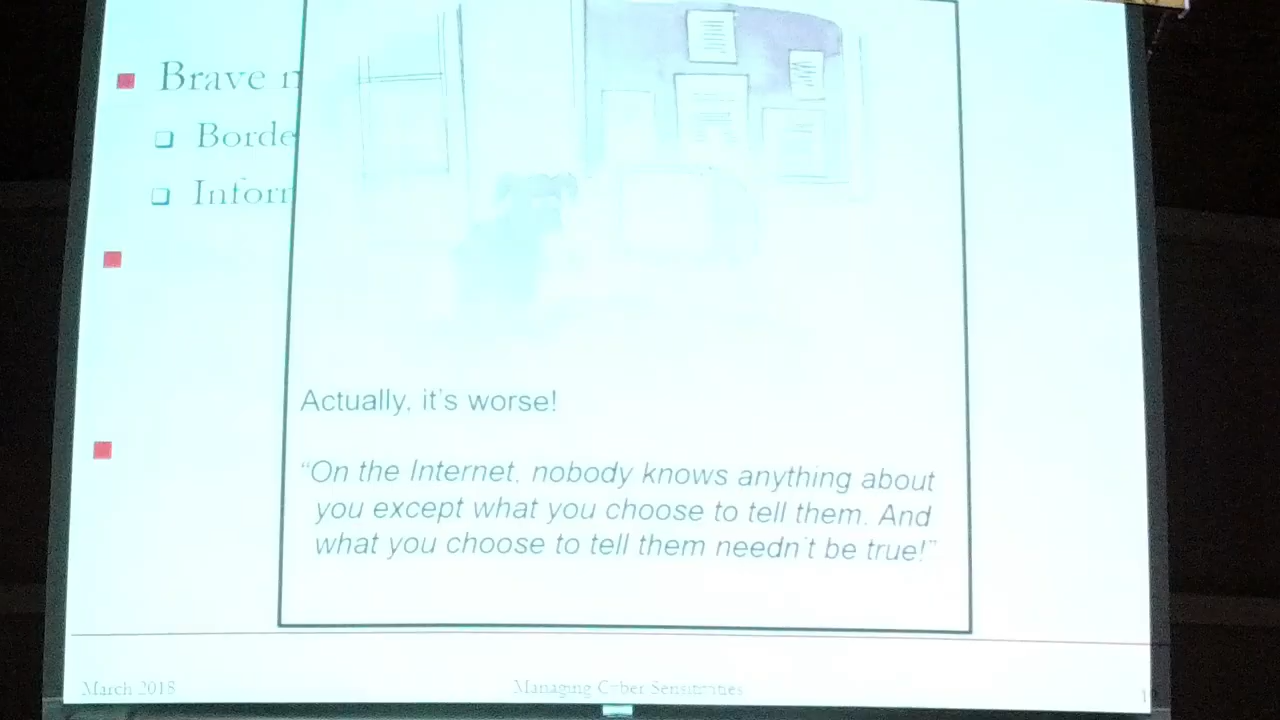 Brave n
Borde
Inform
Actually, it's worse!
"On the Internet, nobody knows anything about
you except what you choose to tell them. And
what you choose to tell them needn't be true!"
March 2018
Managing Cyber Sensitivities